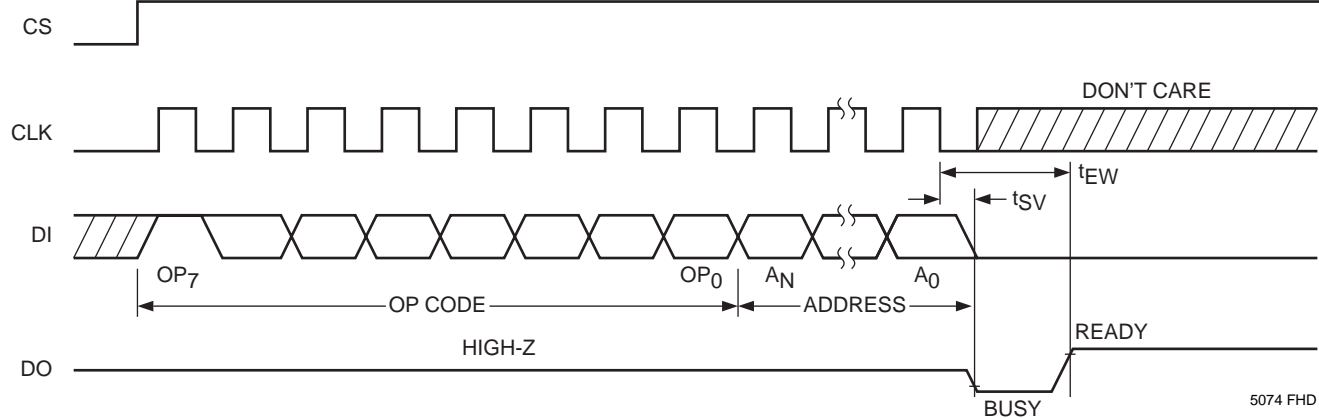 CS
DON'T CARE
CLK
tEW
tSV
DI
OP7 OP0 AN A0
OP CODE ADDRESS
HIGH-Z READY
DO
BUSY
5074 FHD